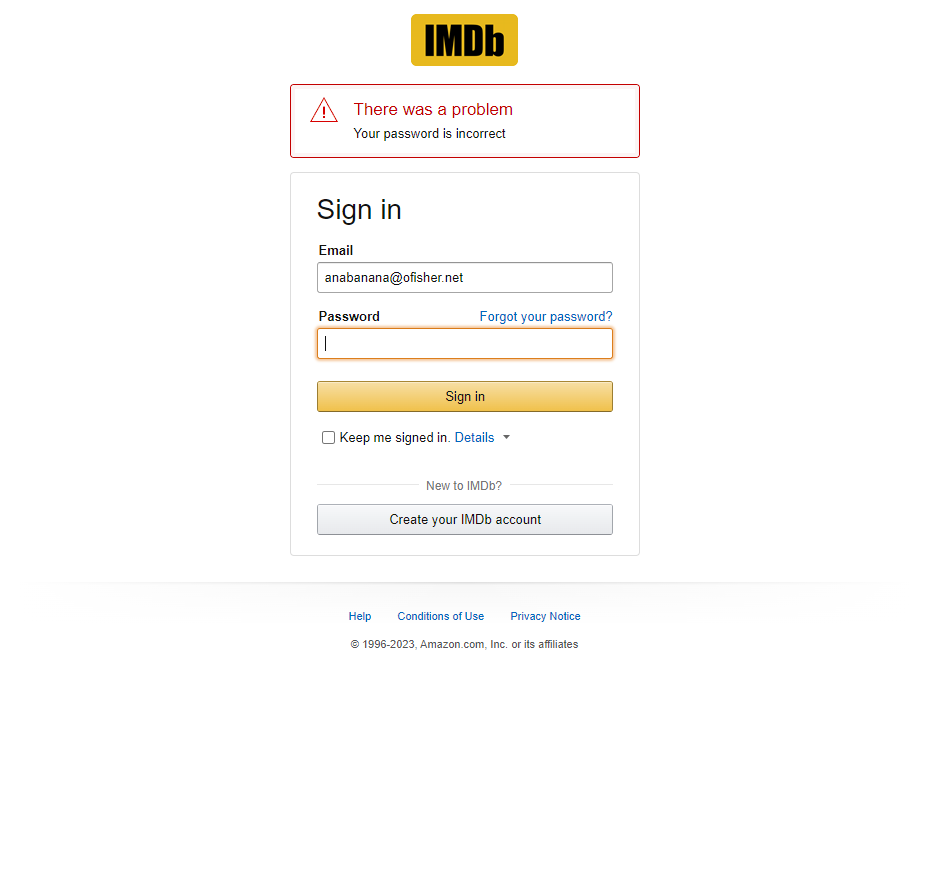 IMDb
There was a problem
Your password is incorrect
Sign in
Email
anabanana@ofisher.net
Password Forgot your password?
Sign in
Keep me signed in. Details
New to IMDb?
Create your IMDb account
Help Conditions of Use Privacy Notice
© 1996-2023, Amazon.com, Inc. or its affiliates